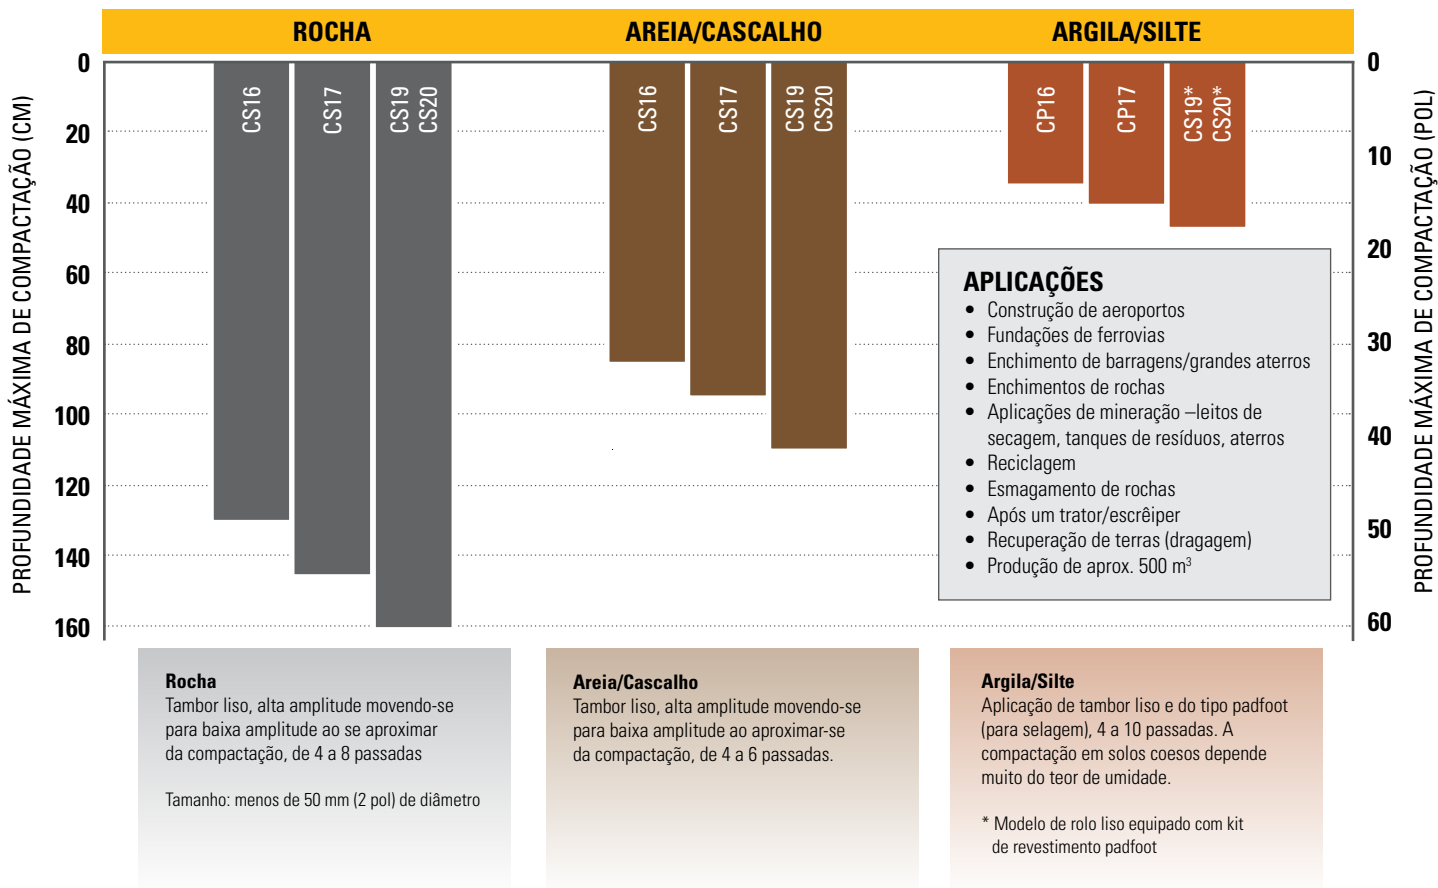 ROCHA
AREIA/CASCALHO
ARGILA/SILTE
PROFUNDIDADE MÁXIMA DE COMPACTAÇÃO (CM)
0
20
40
60
80
100
120
140
160
CS16
CS17
CS19
CS20
CS16
CS17
CS19
CS20
CP16
CP17
CS19*
CS20*
0
10
20
30
40
50
60
PROFUNDIDADE MÁXIMA DE COMPACTAÇÃO (POL)
APLICAÇÕES
• Construção de aeroportos
• Fundações de ferrovias
• Enchimento de barragens/grandes aterros
• Enchimentos de rochas
• Aplicações de mineração –leitos de
secagem, tanques de resíduos, aterros
• Reciclagem
• Esmagamento de rochas
• Após um trator/escrêiper
• Recuperação de terras (dragagem)
• Produção de aprox. 500 m³
Rocha
Tambor liso, alta amplitude movendo-se
para baixa amplitude ao se aproximar
da compactação, de 4 a 8 passadas
Tamanho: menos de 50 mm (2 pol) de diâmetro
Areia/Cascalho
Tambor liso, alta amplitude movendo-se
para baixa amplitude ao aproximar-se
da compactação, de 4 a 6 passadas.
Argila/Silte
Aplicação de tambor liso e do tipo padfoot
(para selagem), 4 a 10 passadas. A
compactação em solos coesos depende
muito do teor de umidade.
* Modelo de rolo liso equipado com kit
de revestimento padfoot